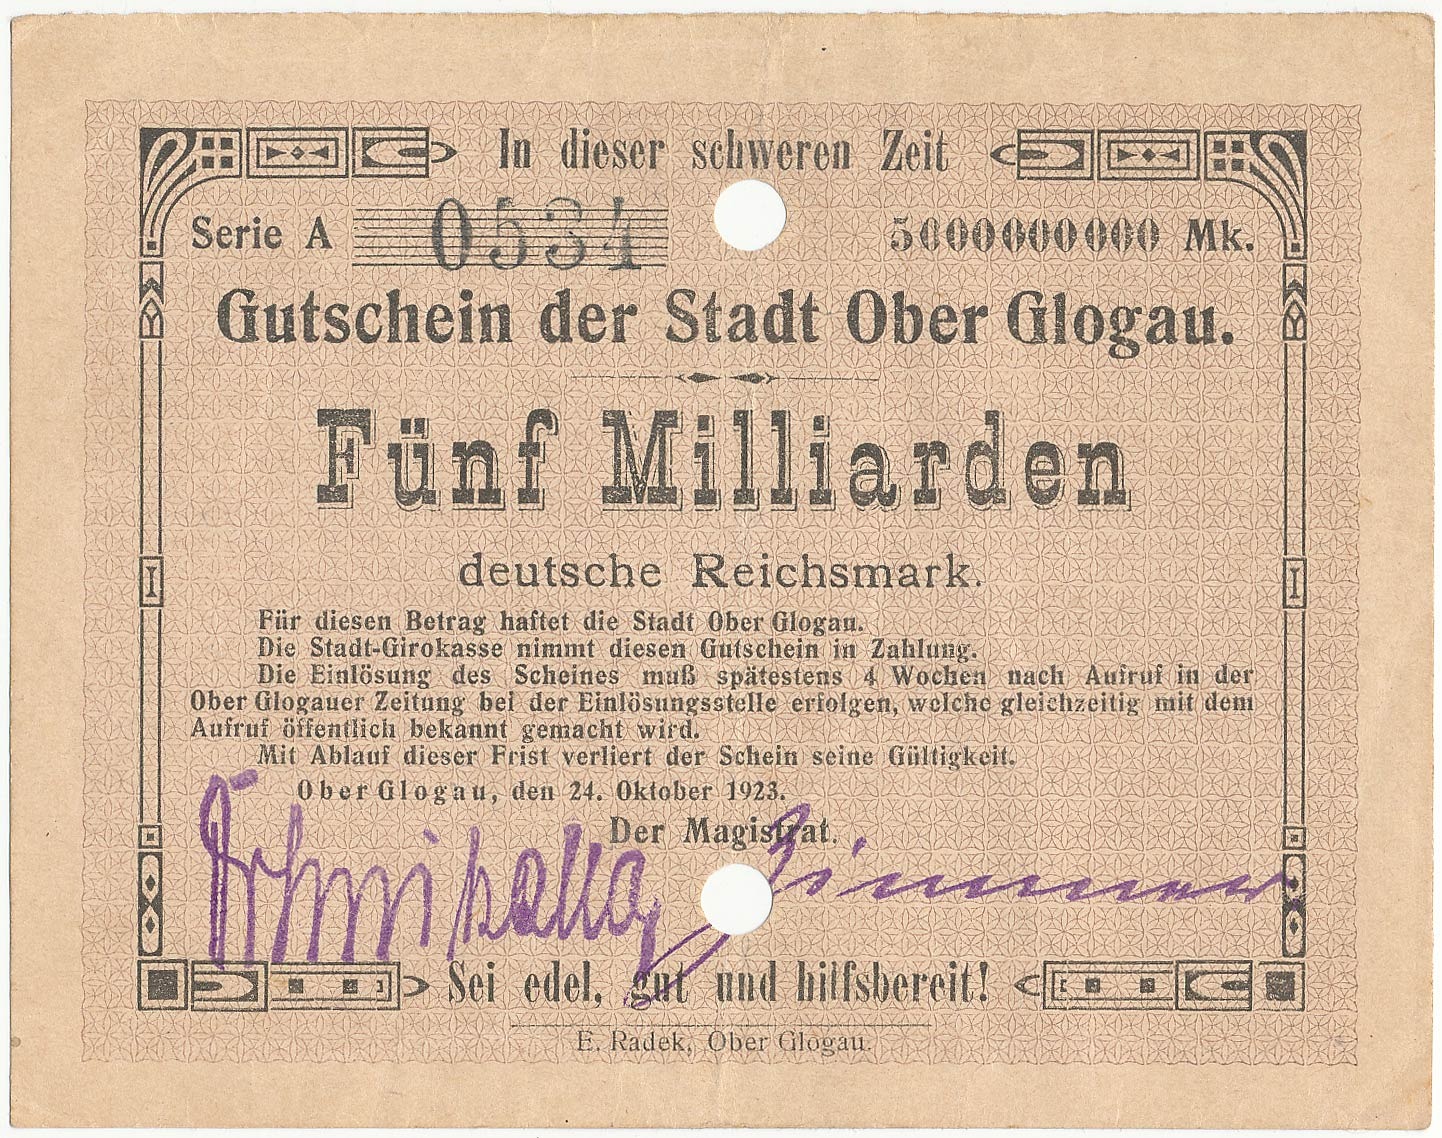 In dieser schweren Zeit
Serie A 0534 5000000000 Mk.
Gutschein der Stadt Ober Glogau.
Fünf Milliarden
deutsche Reichsmark.
Für diesen Betrag haftet die Stadt Ober Glogau.
Die Stadt-Girokasse nimmt diesen Gutschein in Zahlung.
Die Einlösung des Scheines muß spätestens 4 Wochen nach Aufruf in der
Ober Glogauer Zeitung bei der Einlösungsstelle erfolgen, welche gleichzeitig mit dem
Aufruf öffentlich bekannt gemacht wird.
Mit Ablauf dieser Frist verliert der Schein seine Gültigkeit.
Ober Glogau, den 24. Oktober 1923.
Der Magistrat.
Sei edel, gut und hilfsbereit!
E. Radek, Ober Glogau.